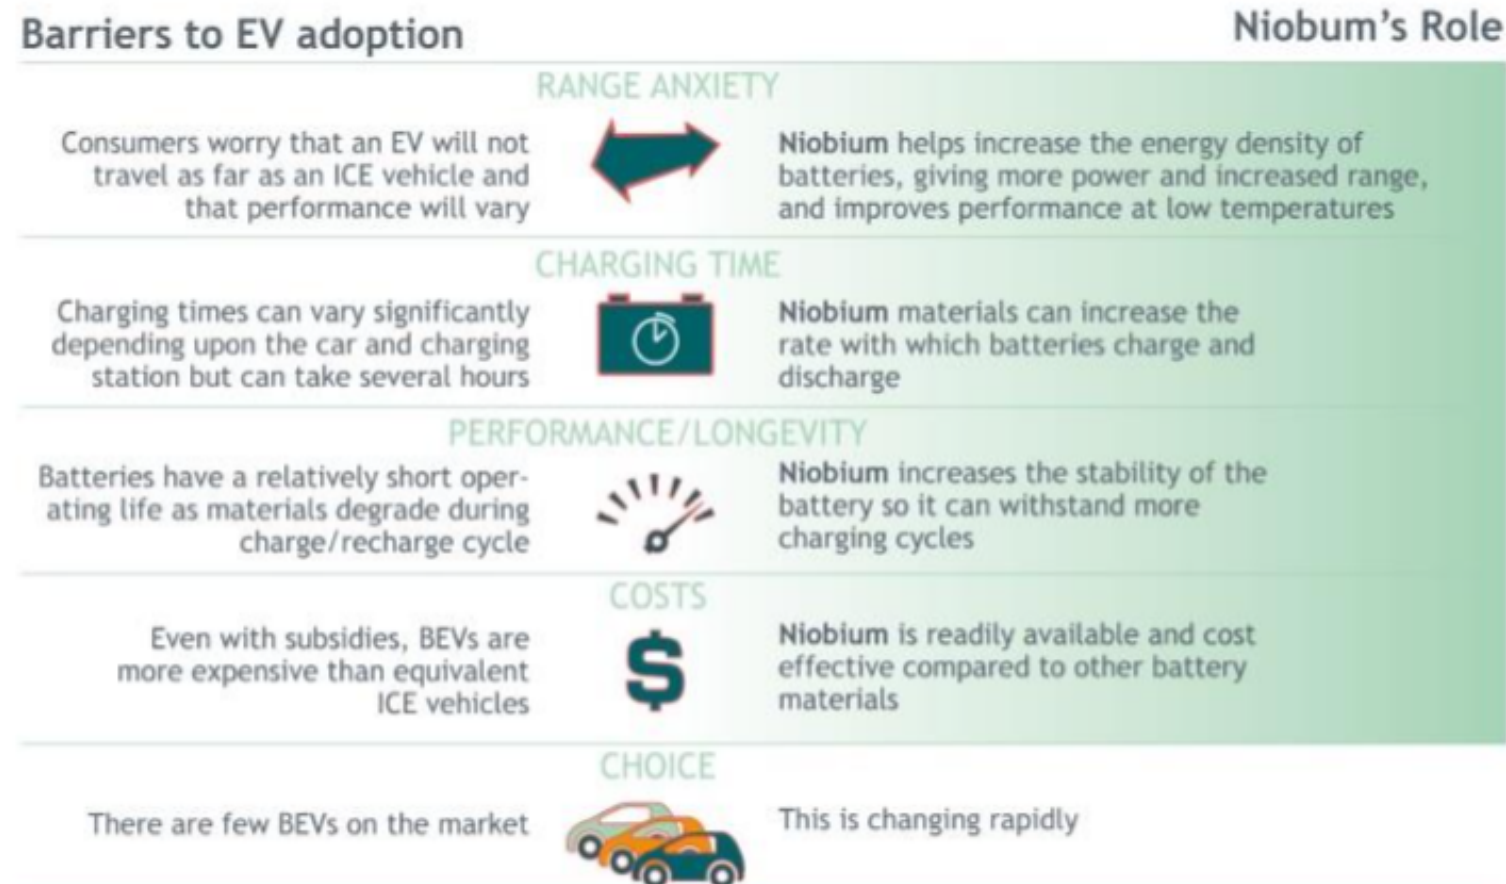 Barriers to EV adoption
Niobum's Role
RANGE ANXIETY
Consumers worry that an EV will not
travel as far as an ICE vehicle and
that performance will vary
Niobium helps increase the energy density of
batteries, giving more power and increased range,
and improves performance at low temperatures
CHARGING TIME
Charging times can vary significantly
depending upon the car and charging
station but can take several hours
Niobium materials can increase the
rate with which batteries charge and
discharge
PERFORMANCE/LONGEVITY
Batteries have a relatively short oper-
ating life as materials degrade during
charge/recharge cycle
Niobium increases the stability of the
battery so it can withstand more
charging cycles
COSTS
Even with subsidies, BEVs are
more expensive than equivalent
ICE vehicles
$
Niobium is readily available and cost
effective compared to other battery
materials
CHOICE
There are few BEVs on the market
This is changing rapidly